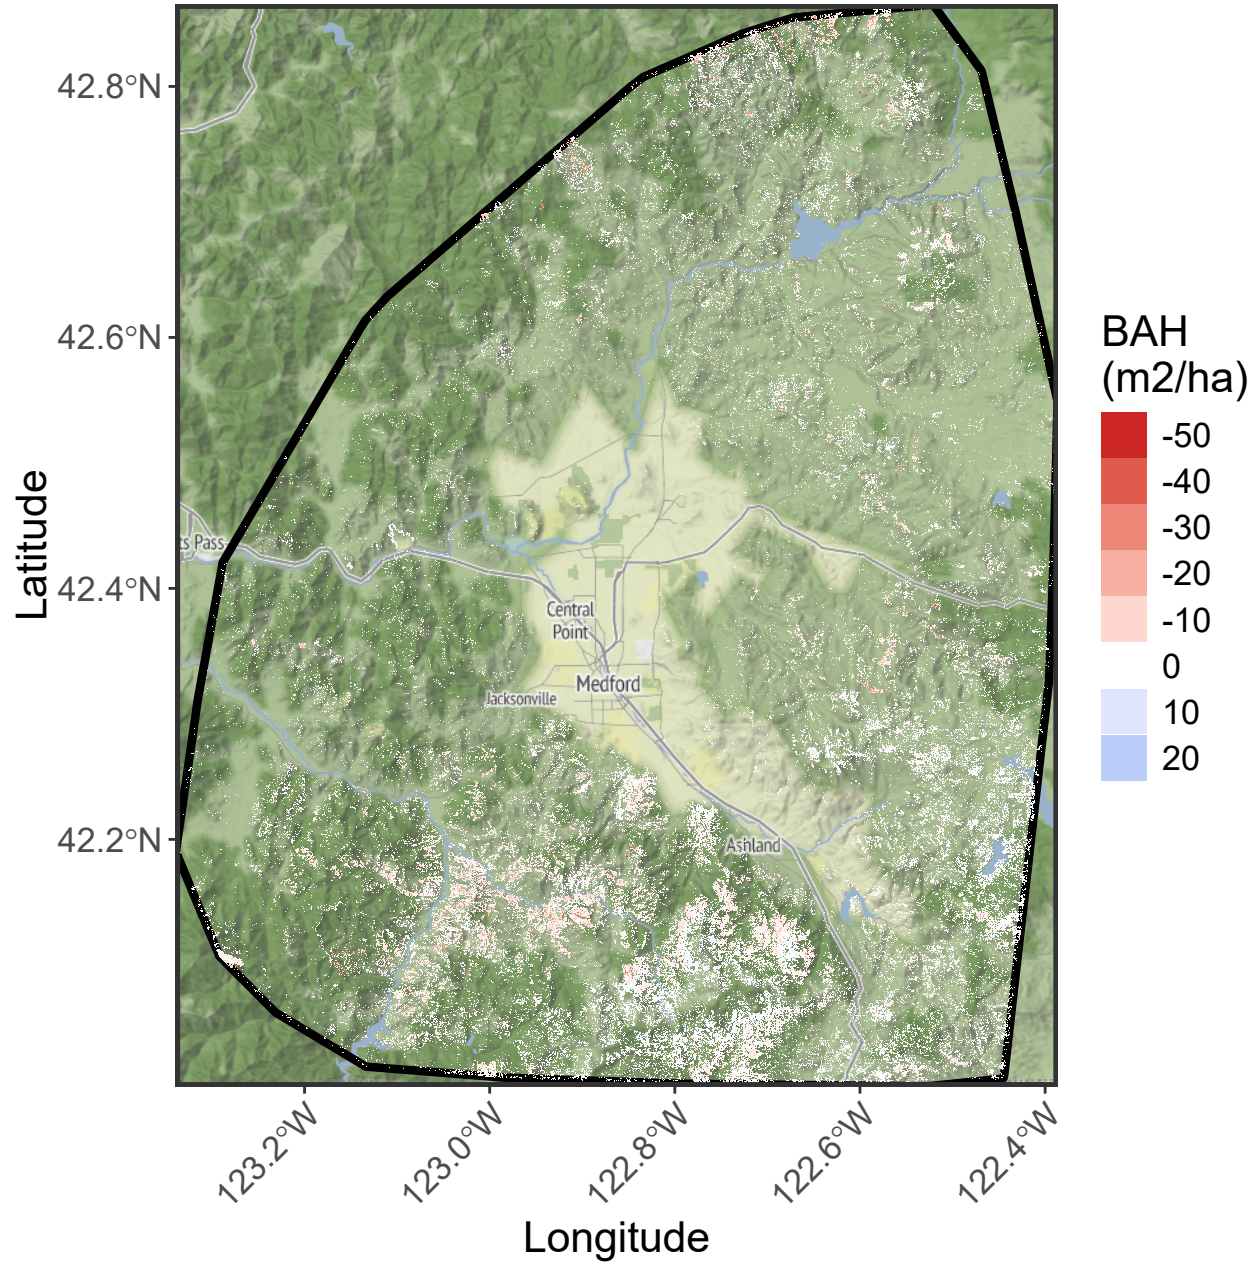 42.8°N
42.6°N
42.4°N
42.2°N
Latitude
ts Pass
Central
Point
Medford
Jacksonville
Ashland
123.2°W
123.0°W
122.8°W
122.6°W
122.4°W
Longitude
BAH
(m2/ha)
-50
-40
-30
-20
-10
0
10
20